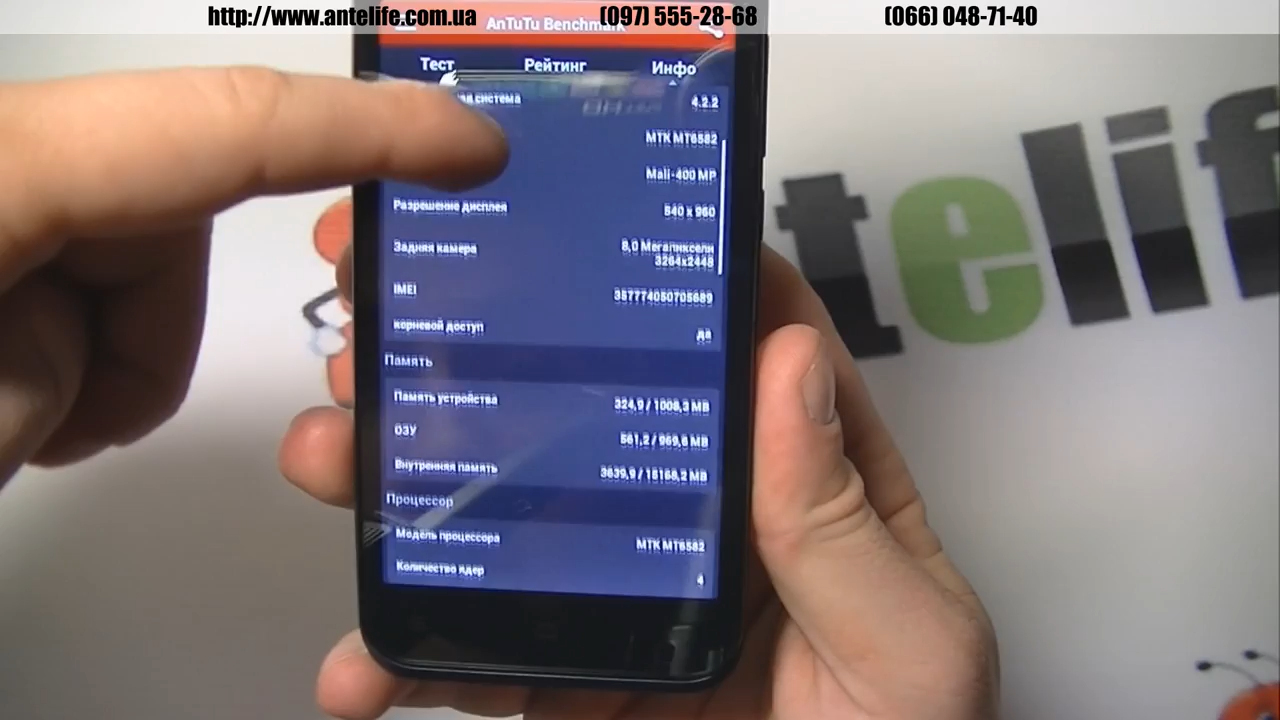 http://www.antelife.com.ua (097) 555-28-68 (066) 048-71-40
AnTuTu Benchmark
Тест Рейтинг Инфо
система 4.2.2
MTK MT6582
Mali-400 MP
Разрешение дисплея 540 x 960
Задняя камера 8,0 Мегапиксели
3264x2448
IMEI 357774050705689
корневой доступ да
Память
Память устройства 324,9 / 1008,3 MB
ОЗУ 561,2 / 969,6 MB
Внутренняя память 3639,9 / 15168,2 MB
Процессор
Модель процессора MTK MT6582
Количество ядер 4
telif